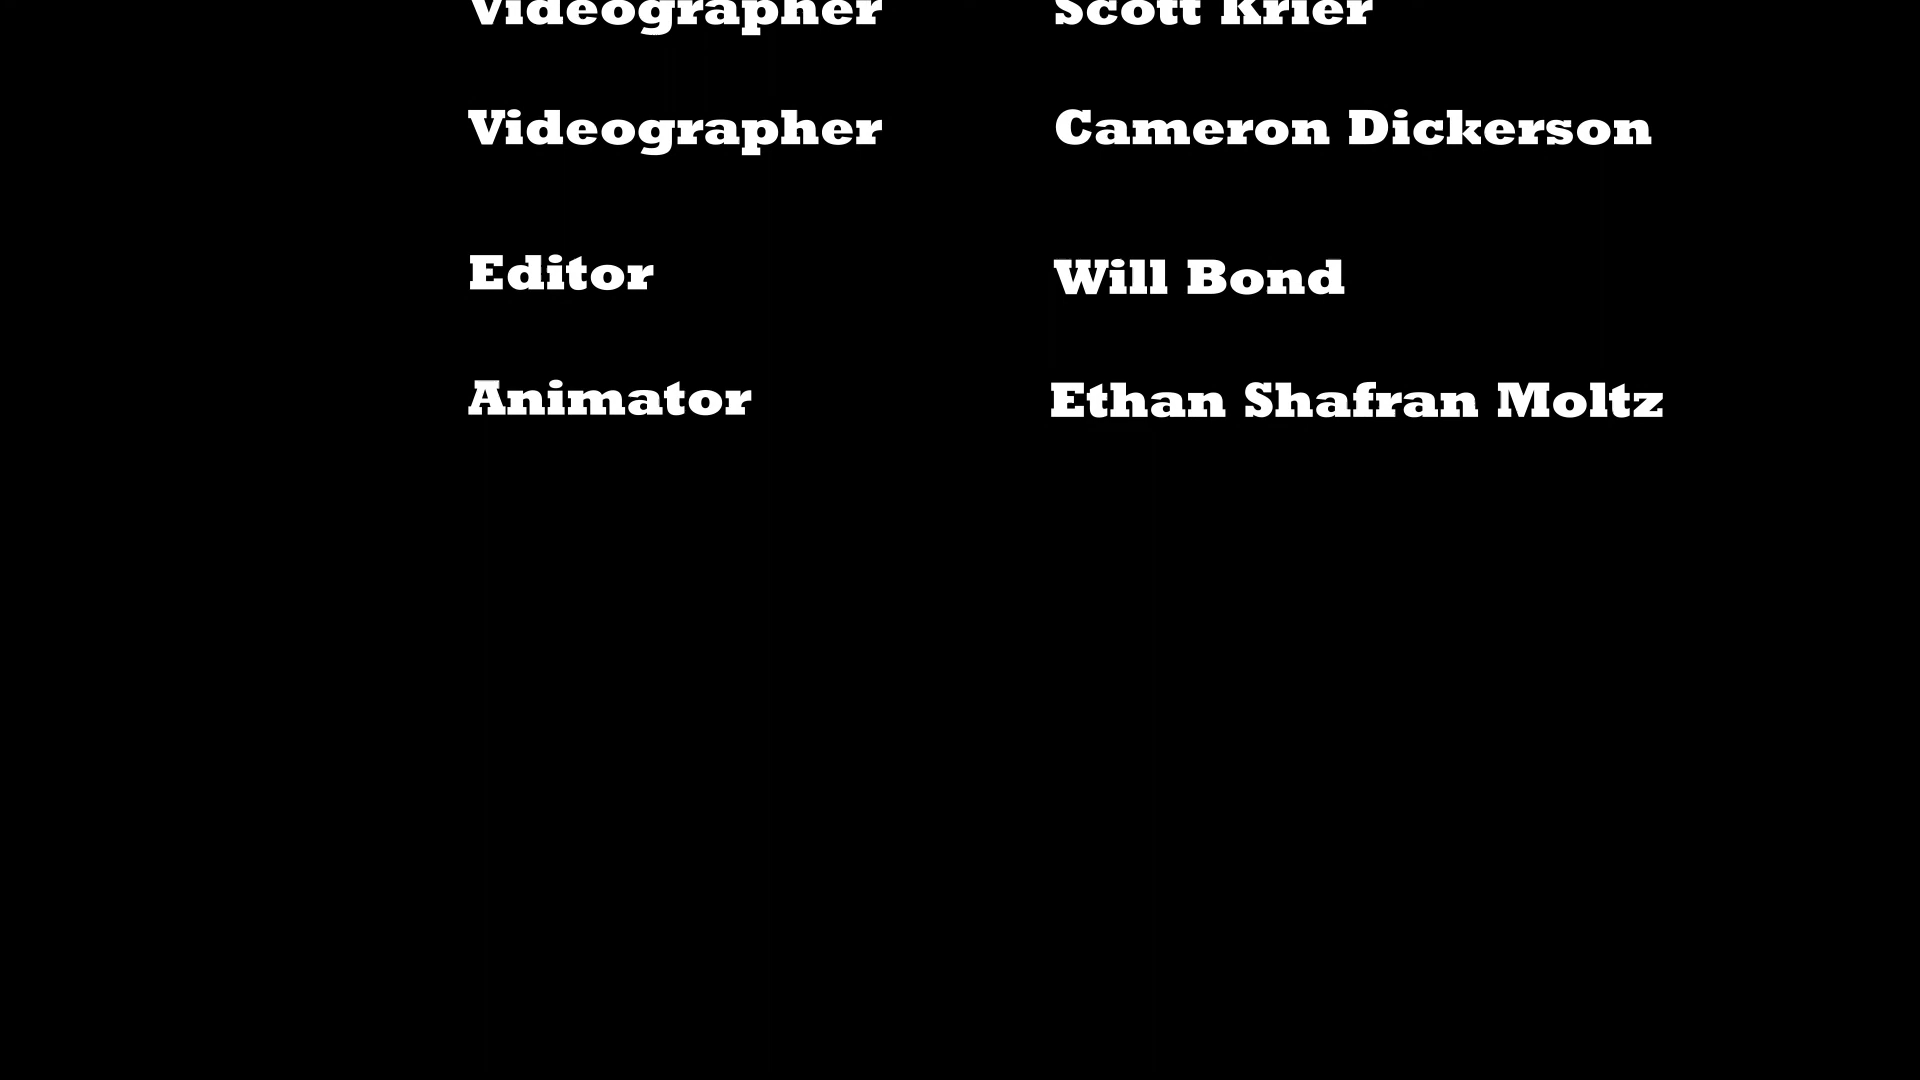 Videographer Scott Krier
Videographer Cameron Dickerson
Editor Will Bond
Animator Ethan Shafran Moltz